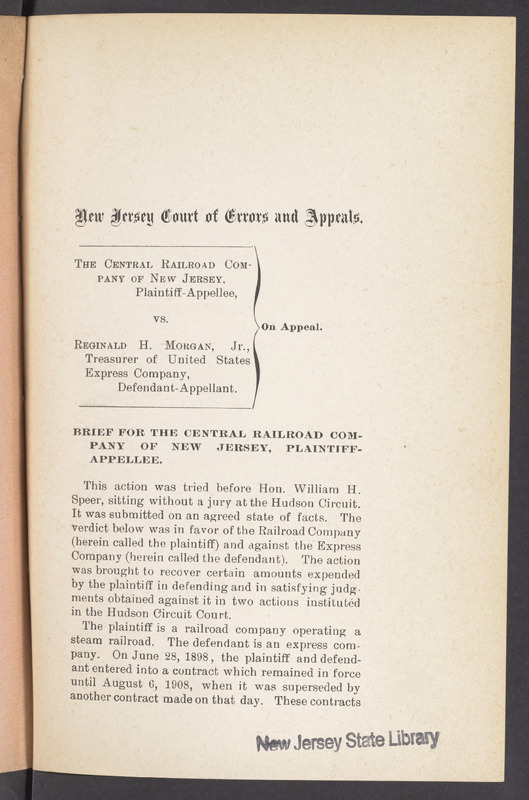 New Jersey Court of Errors and Appeals.
THE CENTRAL RAILROAD COM-
PANY OF NEW JERSEY,
Plaintiff-Appellee,
vs.
On Appeal.
REGINALD H. MORGAN, Jr.,
Treasurer of United States
Express Company,
Defendant-Appellant.
BRIEF FOR THE CENTRAL RAILROAD COM-
PANY OF NEW JERSEY, PLAINTIFF-
APPELLEE.
This action was tried before Hon. William H.
Speer, sitting without a jury at the Hudson Circuit.
It was submitted on an agreed state of facts. The
verdict below was in favor of the Railroad Company
(herein called the plaintiff) and against the Express
Company (herein called the defendant). The action
was brought to recover certain amounts expended
by the plaintiff in defending and in satisfying judg-
ments obtained against it in two actions instituted
in the Hudson Circuit Court.
The plaintiff is a railroad company operating a
steam railroad. The defendant is an express com-
pany. On June 28, 1898, the plaintiff and defend-
ant entered into a contract which remained in force
until August 6, 1908, when it was superseded by
another contract made on that day. These contracts
New Jersey State Library